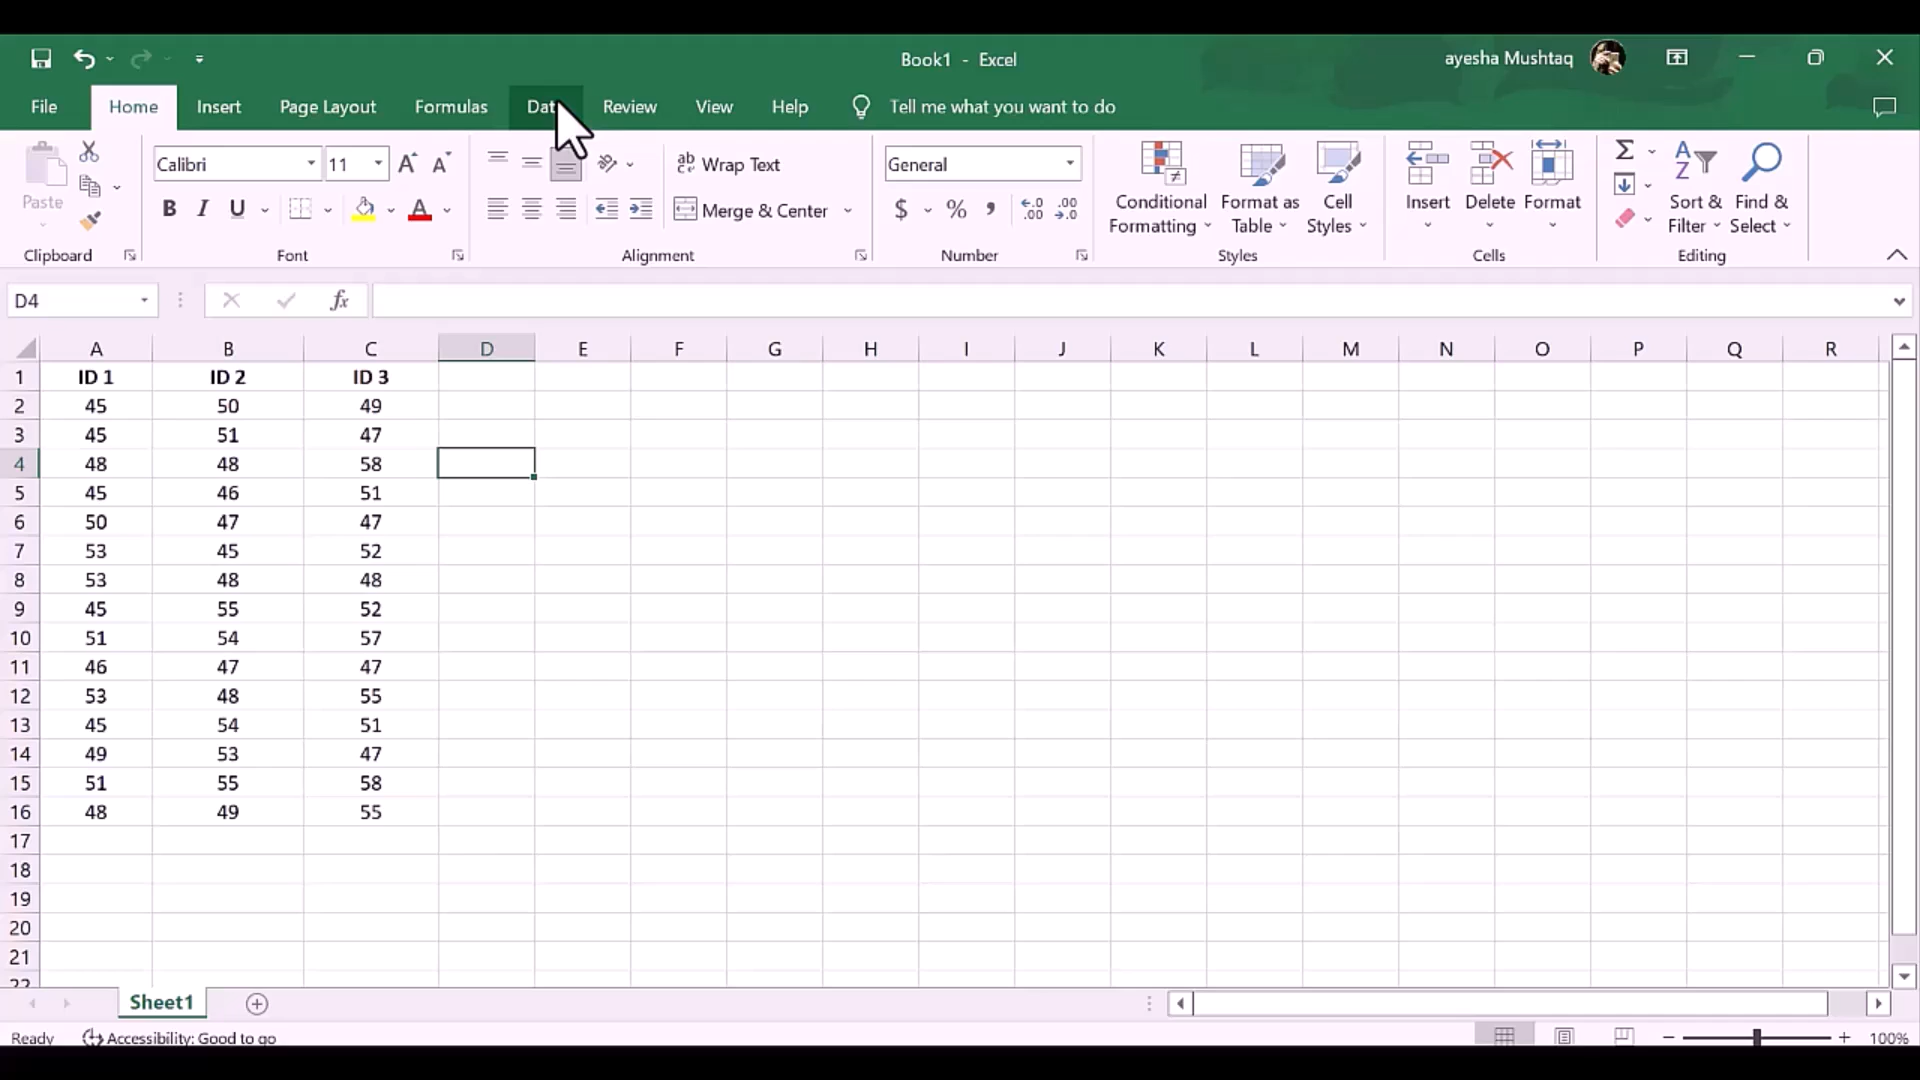 Book1 - Excel
ayesha Mushtaq
File Home Insert Page Layout Formulas Dat Review View Help Tell me what you want to do
Calibri 11 Wrap Text General
Paste B I U Merge & Center $ % Conditional Formatting Format as Table Cell Styles Insert Delete Format Sort & Filter Find & Select
Clipboard Font Alignment Number Styles Cells Editing
D4 fx
A B C D E F G H I J K L M N O P Q R
1 ID 1 ID 2 ID 3
2 45 50 49
3 45 51 47
4 48 48 58
5 45 46 51
6 50 47 47
7 53 45 52
8 53 48 48
9 45 55 52
10 51 54 57
11 46 47 47
12 53 48 55
13 45 54 51
14 49 53 47
15 51 55 58
16 48 49 55
17
18
19
20
21
22
Sheet1
Ready Accessibility: Good to go 100%